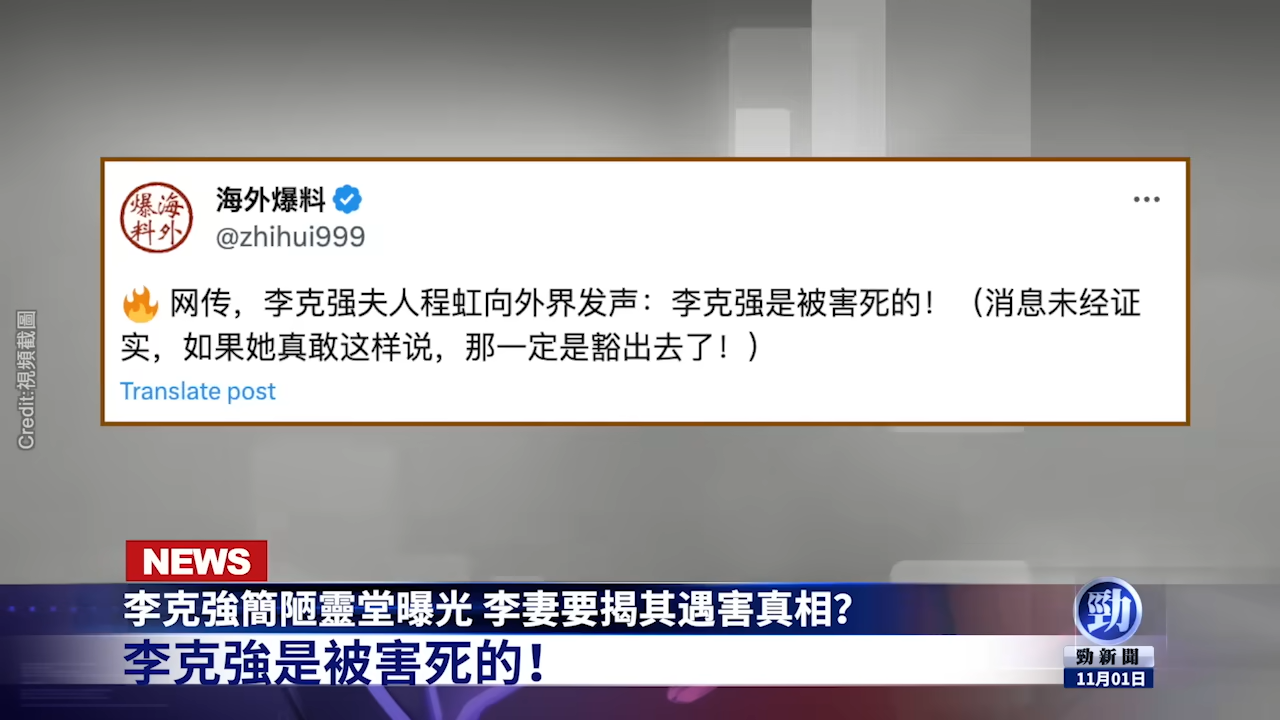 海外爆料
海外爆料
@zhihui999
🔥 网传，李克强夫人程虹向外界发声：李克强是被害死的！（消息未经证
实，如果她真敢这样说，那一定是豁出去了！）
Translate post
Credit:視頻截圖
NEWS
李克強簡陋靈堂曝光 李妻要揭其遇害真相？
李克強是被害死的！
勁
勁新聞
11月01日